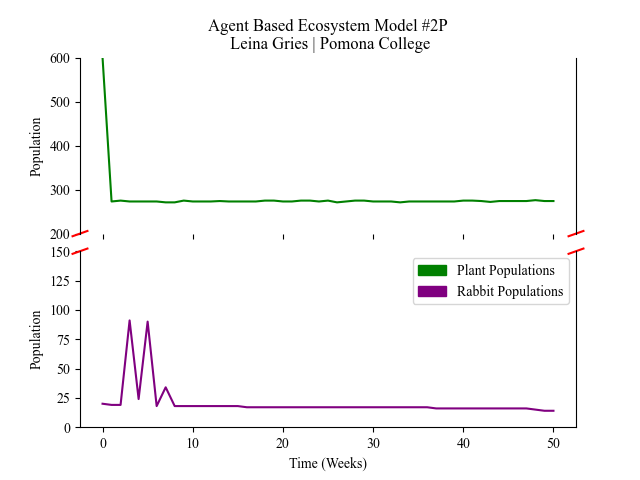 Agent Based Ecosystem Model #2P
Leina Gries | Pomona College
600
500
400
300
200
Population
150
125
100
75
50
25
0
Population
Plant Populations
Rabbit Populations
0 10 20 30 40 50
Time (Weeks)